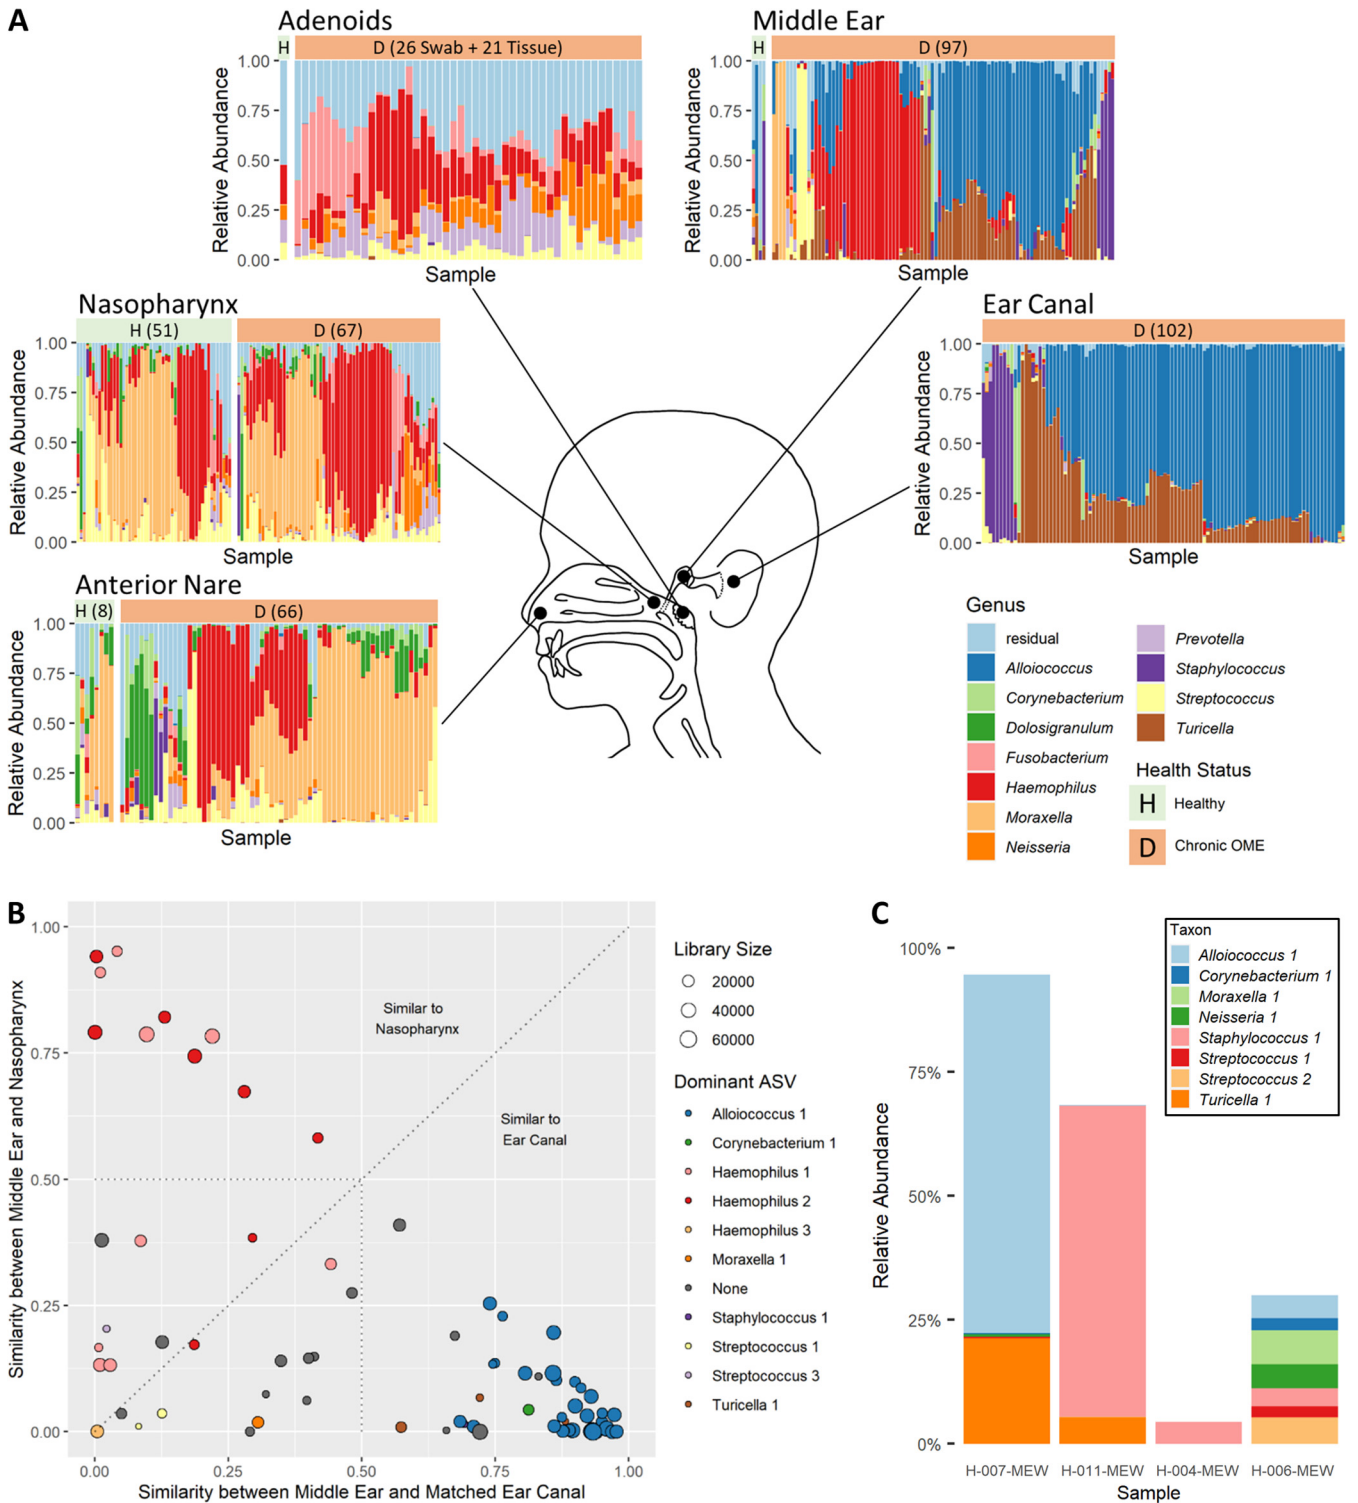 A
Adenoids
H
D (26 Swab + 21 Tissue)
Relative Abundance
1.00
0.75
0.50
0.25
0.00
Sample
Middle Ear
H
D (97)
Relative Abundance
1.00
0.75
0.50
0.25
0.00
Sample
Nasopharynx
H (51)
D (67)
Relative Abundance
1.00
0.75
0.50
0.25
0.00
Sample
Ear Canal
D (102)
Relative Abundance
1.00
0.75
0.50
0.25
0.00
Sample
Anterior Nare
H (8)
D (66)
Relative Abundance
1.00
0.75
0.50
0.25
0.00
Sample
Genus
residual
Alloiococcus
Corynebacterium
Dolosigranulum
Fusobacterium
Haemophilus
Moraxella
Neisseria
Prevotella
Staphylococcus
Streptococcus
Turicella
Health Status
H Healthy
D Chronic OME
B
Similarity between Middle Ear and Nasopharynx
1.00
0.75
0.50
0.25
0.00
Similar to
Nasopharynx
Similar to
Ear Canal
0.00 0.25 0.50 0.75 1.00
Similarity between Middle Ear and Matched Ear Canal
Library Size
20000
40000
60000
Dominant ASV
Alloiococcus 1
Corynebacterium 1
Haemophilus 1
Haemophilus 2
Haemophilus 3
Moraxella 1
None
Staphylococcus 1
Streptococcus 1
Streptococcus 3
Turicella 1
C
Relative Abundance
100%
75%
50%
25%
0%
Taxon
Alloiococcus 1
Corynebacterium 1
Moraxella 1
Neisseria 1
Staphylococcus 1
Streptococcus 1
Streptococcus 2
Turicella 1
H-007-MEW H-011-MEW H-004-MEW H-006-MEW
Sample